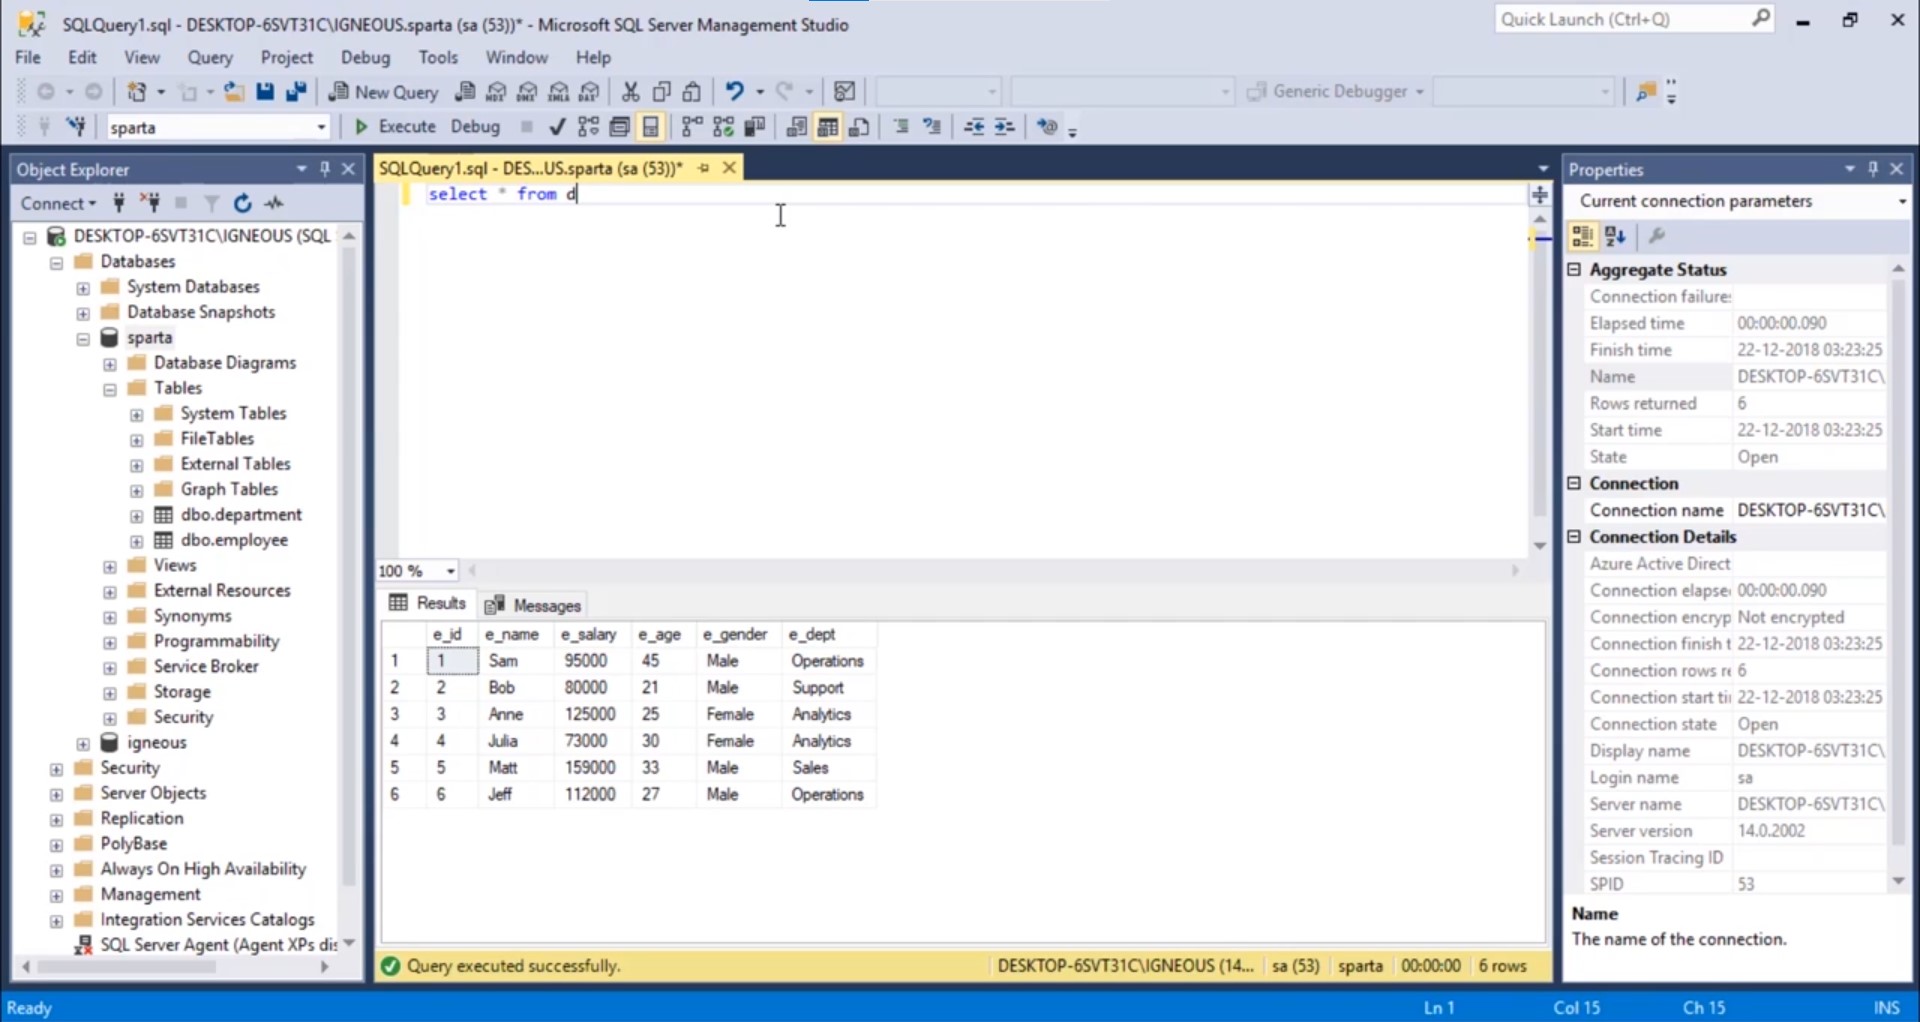 SQLQuery1.sql - DESKTOP-6SVT31C\IGNEOUS.sparta (sa (53))* - Microsoft SQL Server Management Studio
Quick Launch (Ctrl+Q)
File Edit View Query Project Debug Tools Window Help
New Query
MDX DMX XMLA DAX
Generic Debugger
sparta
Execute Debug
Object Explorer
Connect
DESKTOP-6SVT31C\IGNEOUS (SQL
Databases
System Databases
Database Snapshots
sparta
Database Diagrams
Tables
System Tables
FileTables
External Tables
Graph Tables
dbo.department
dbo.employee
Views
External Resources
Synonyms
Programmability
Service Broker
Storage
Security
igneous
Security
Server Objects
Replication
PolyBase
Always On High Availability
Management
Integration Services Catalogs
SQL Server Agent (Agent XPs dis
SQLQuery1.sql - DES...US.sparta (sa (53))*
select * from d
100 %
Results Messages
e_id e_name e_salary e_age e_gender e_dept
1 1 Sam 95000 45 Male Operations
2 2 Bob 80000 21 Male Support
3 3 Anne 125000 25 Female Analytics
4 4 Julia 73000 30 Female Analytics
5 5 Matt 159000 33 Male Sales
6 6 Jeff 112000 27 Male Operations
Query executed successfully.
DESKTOP-6SVT31C\IGNEOUS (14... sa (53) sparta 00:00:00 6 rows
Properties
Current connection parameters
Aggregate Status
Connection failures
Elapsed time 00:00:00.090
Finish time 22-12-2018 03:23:25
Name DESKTOP-6SVT31C\
Rows returned 6
Start time 22-12-2018 03:23:25
State Open
Connection
Connection name DESKTOP-6SVT31C\
Connection Details
Azure Active Direct
Connection elapse 00:00:00.090
Connection encryp Not encrypted
Connection finish t 22-12-2018 03:23:25
Connection rows re 6
Connection start ti 22-12-2018 03:23:25
Connection state Open
Display name DESKTOP-6SVT31C\
Login name sa
Server name DESKTOP-6SVT31C\
Server version 14.0.2002
Session Tracing ID
SPID 53
Name
The name of the connection.
Ready
Ln 1 Col 15 Ch 15 INS